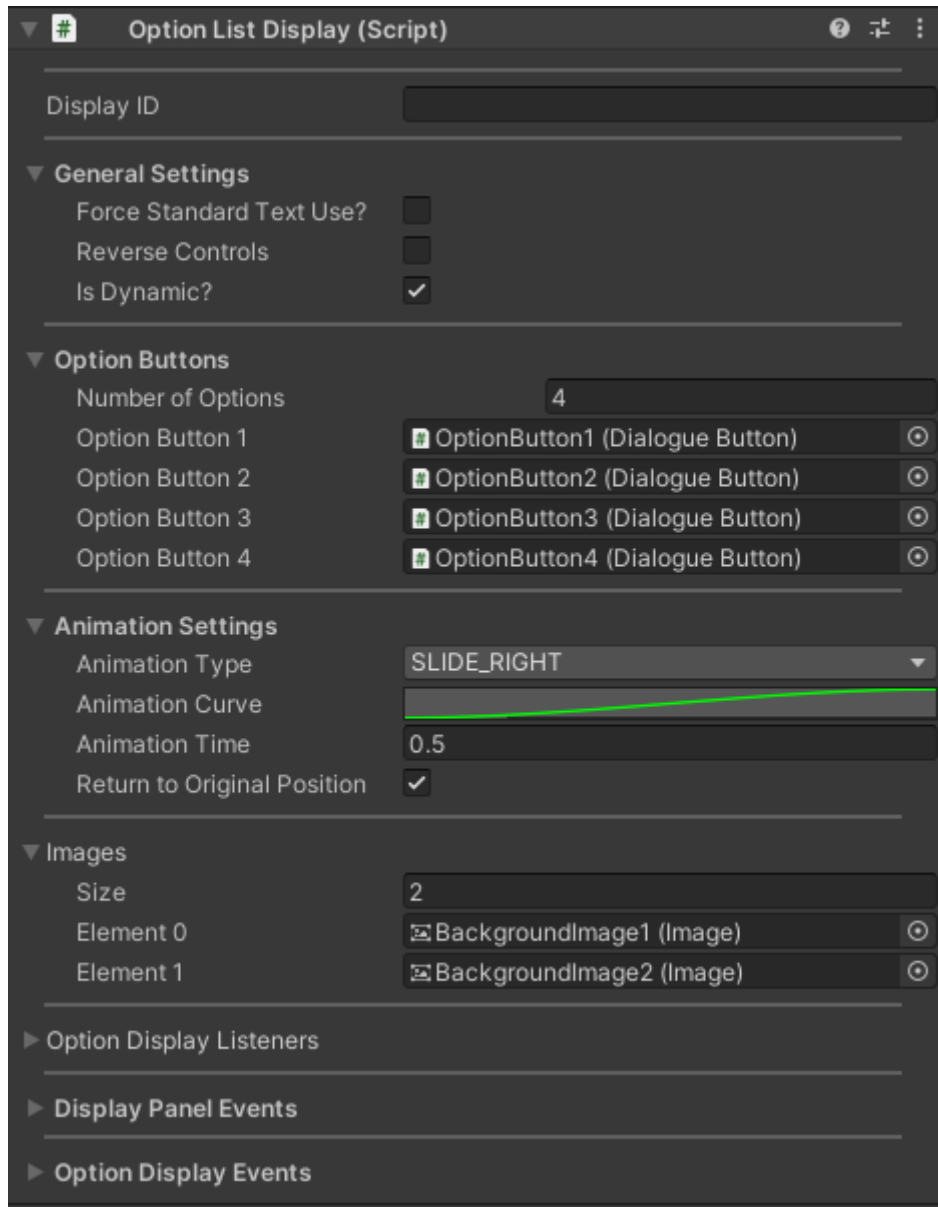 Option List Display (Script)
Display ID
General Settings
Force Standard Text Use?
Reverse Controls
Is Dynamic?
Option Buttons
Number of Options 4
Option Button 1 OptionButton1 (Dialogue Button)
Option Button 2 OptionButton2 (Dialogue Button)
Option Button 3 OptionButton3 (Dialogue Button)
Option Button 4 OptionButton4 (Dialogue Button)
Animation Settings
Animation Type SLIDE_RIGHT
Animation Curve
Animation Time 0.5
Return to Original Position
Images
Size 2
Element 0 BackgroundImage1 (Image)
Element 1 BackgroundImage2 (Image)
Option Display Listeners
Display Panel Events
Option Display Events